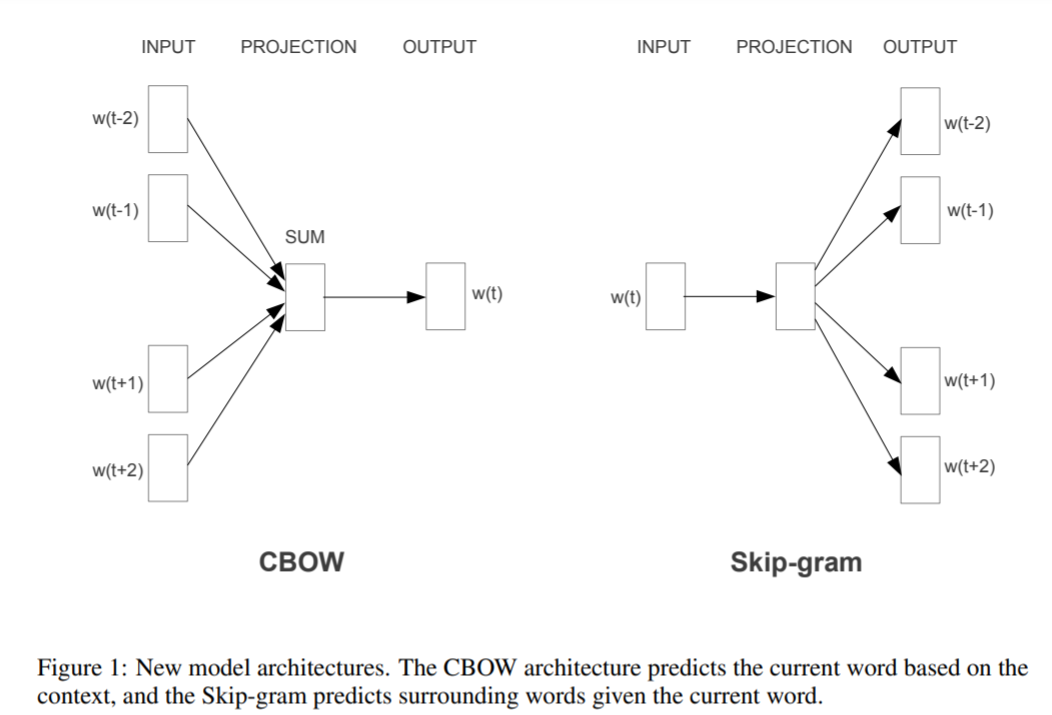 INPUT PROJECTION OUTPUT
w(t-2)
w(t-1)
SUM
w(t)
w(t+1)
w(t+2)
CBOW
INPUT PROJECTION OUTPUT
w(t-2)
w(t-1)
w(t)
w(t+1)
w(t+2)
Skip-gram
Figure 1: New model architectures. The CBOW architecture predicts the current word based on the
context, and the Skip-gram predicts surrounding words given the current word.